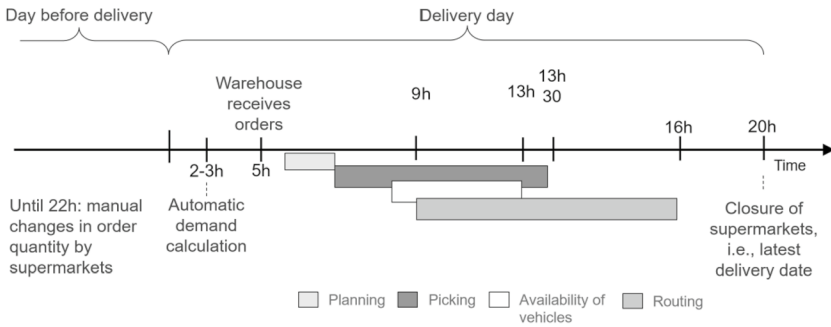 Day before delivery
Delivery day
Warehouse
receives
orders
9h
13h
13h
30
16h
20h
2-3h
5h
Time
Until 22h: manual
changes in order
quantity by
supermarkets
Automatic
demand
calculation
Closure of
supermarkets,
i.e., latest
delivery date
Planning
Picking
Availability of
vehicles
Routing